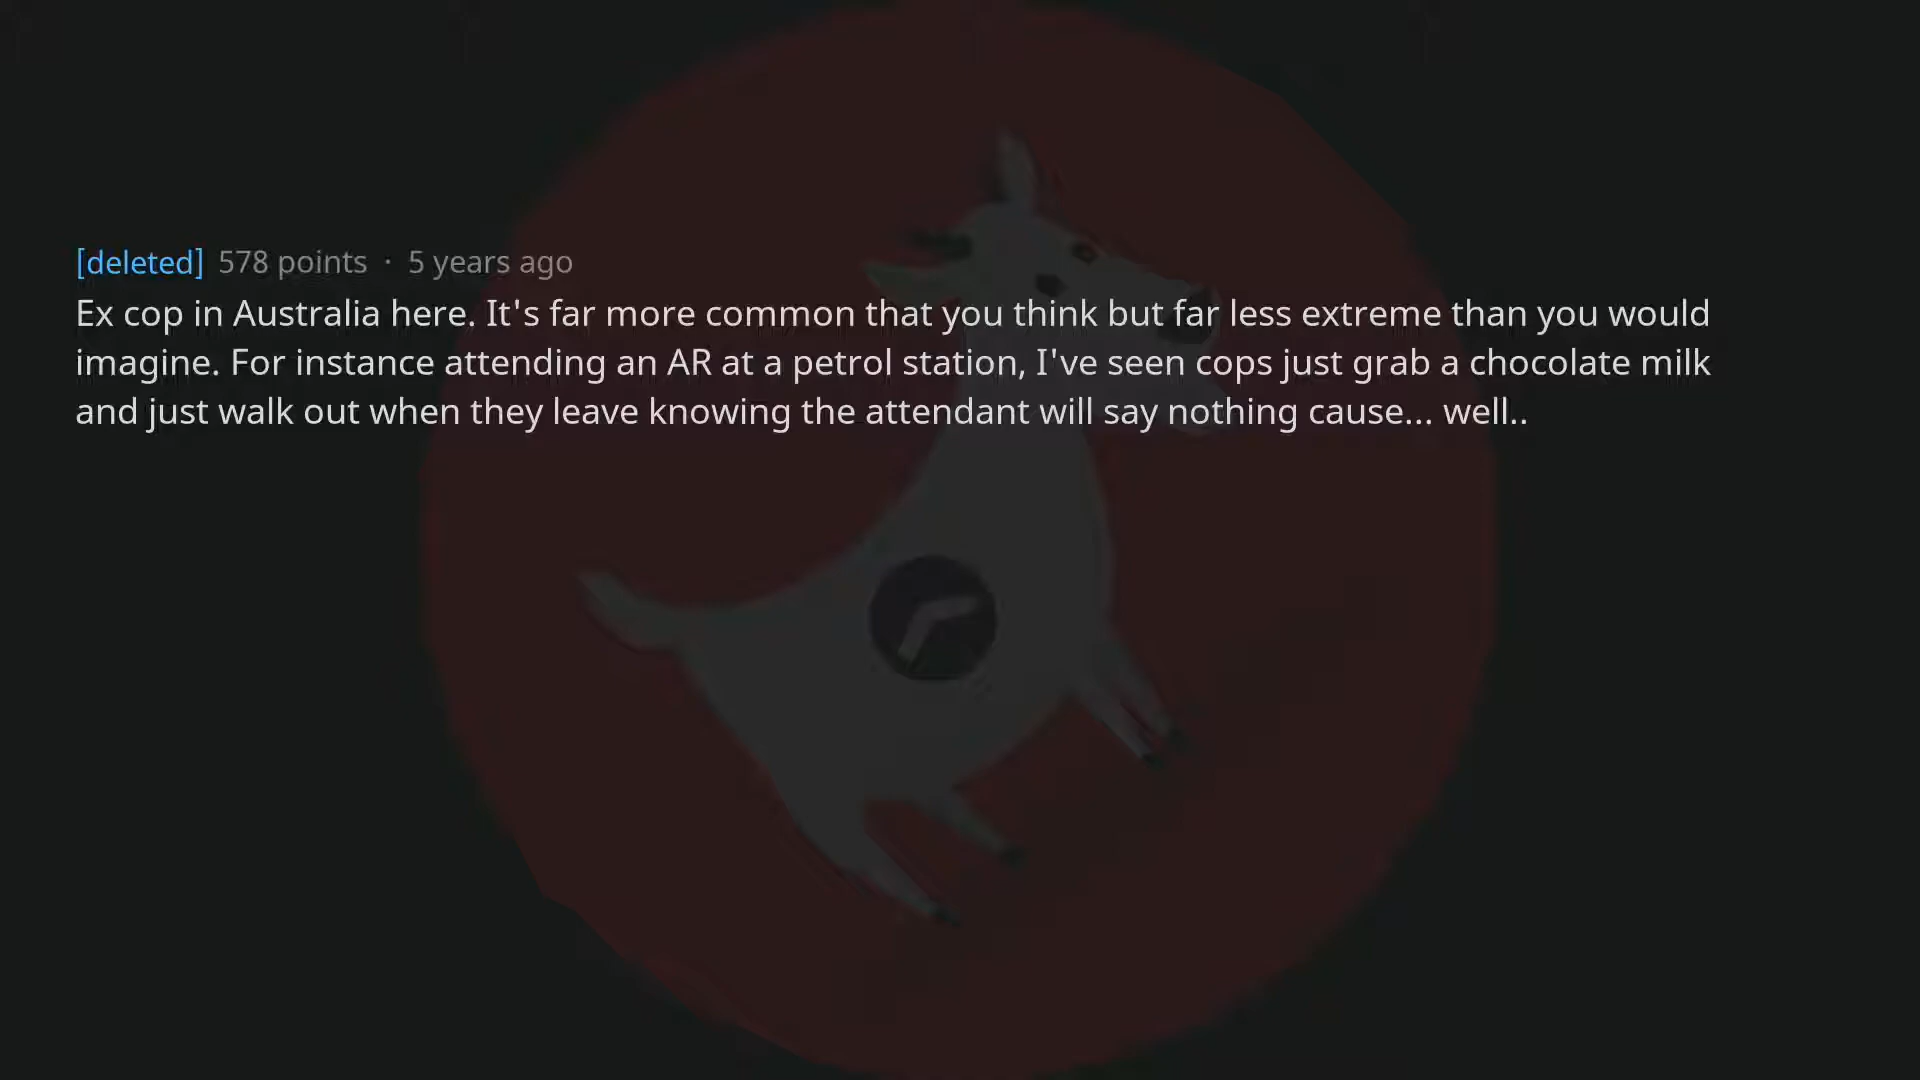 [deleted] 578 points · 5 years ago
Ex cop in Australia here. It's far more common that you think but far less extreme than you would
imagine. For instance attending an AR at a petrol station, I've seen cops just grab a chocolate milk
and just walk out when they leave knowing the attendant will say nothing cause... well..